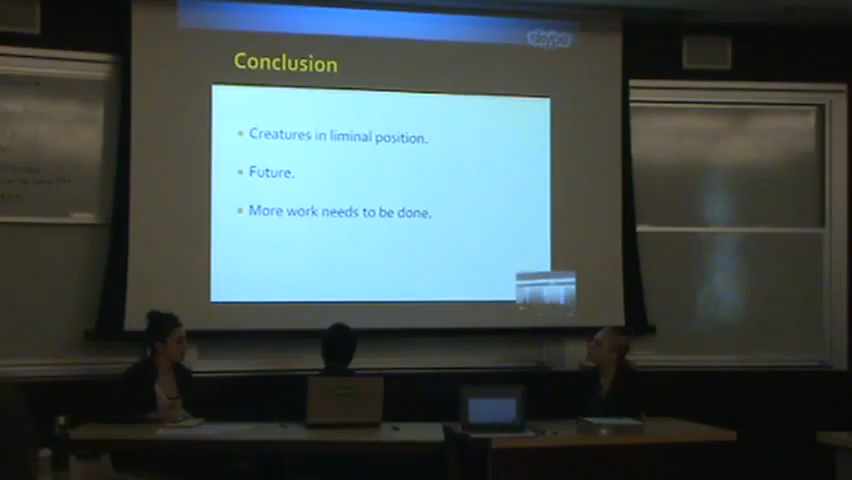 skype
Conclusion
Creatures in liminal position.
Future.
More work needs to be done.